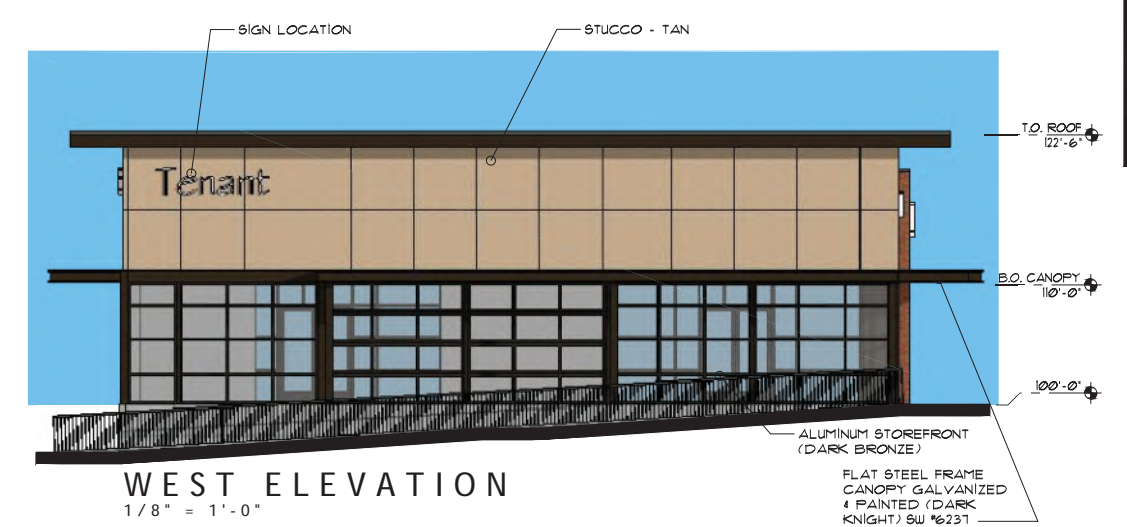 SIGN LOCATION
STUCCO - TAN
T.O. ROOF
122'-6"
Tenant
B.O. CANOPY
110'-0"
100'-0"
ALUMINUM STOREFRONT
(DARK BRONZE)
FLAT STEEL FRAME
CANOPY GALVANIZED
& PAINTED (DARK
KNIGHT) SW #6237
WEST ELEVATION
1/8" = 1'-0"